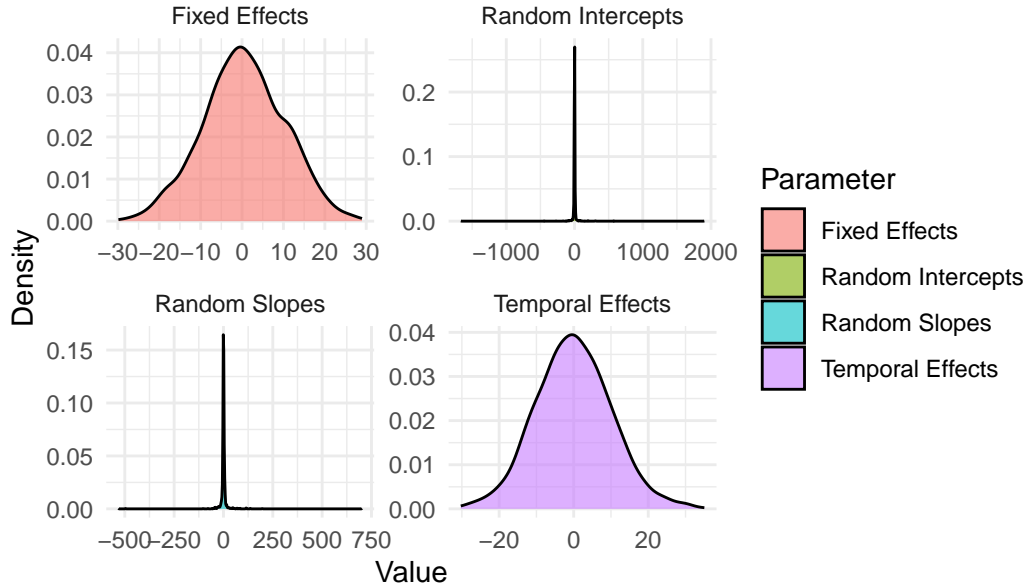 Fixed Effects
Random Intercepts
0.04
0.03
0.02
0.01
0.00
−30 −20 −10 0 10 20 30
0.2
0.1
0.0
−1000 0 1000 2000
Random Slopes
Temporal Effects
0.15
0.10
0.05
0.00
−500 −250 0 250 500 750
0.04
0.03
0.02
0.01
0.00
−20 0 20
Density
Value
Parameter
Fixed Effects
Random Intercepts
Random Slopes
Temporal Effects